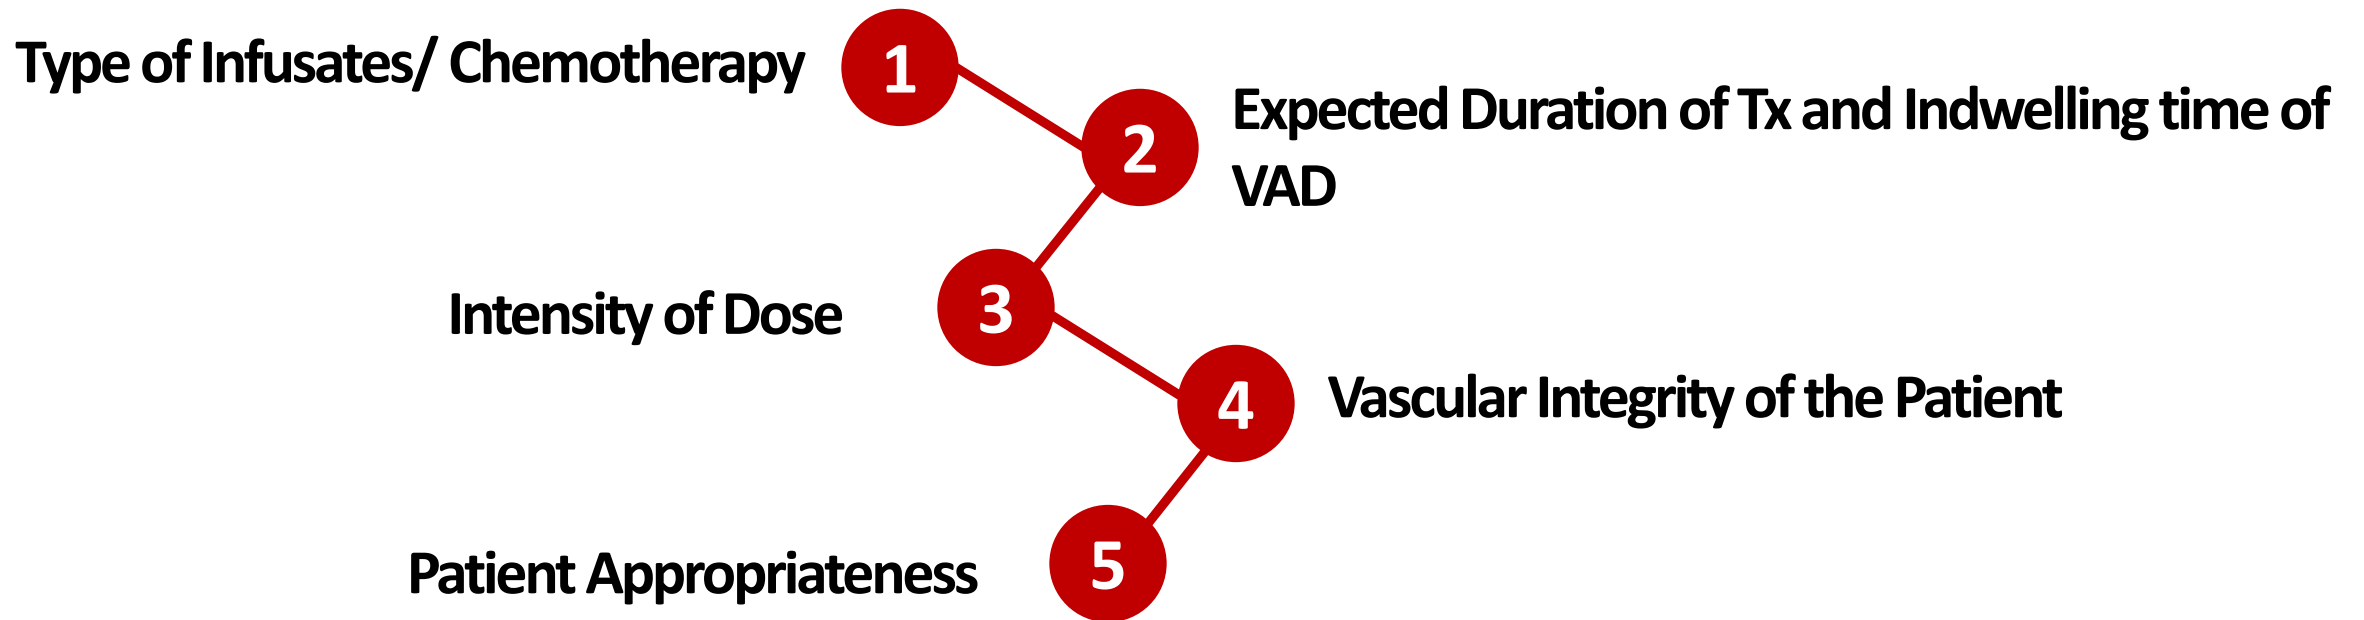 Type of Infusates/ Chemotherapy
1
2
Expected Duration of Tx and Indwelling time of
VAD
Intensity of Dose
3
4
Vascular Integrity of the Patient
Patient Appropriateness
5